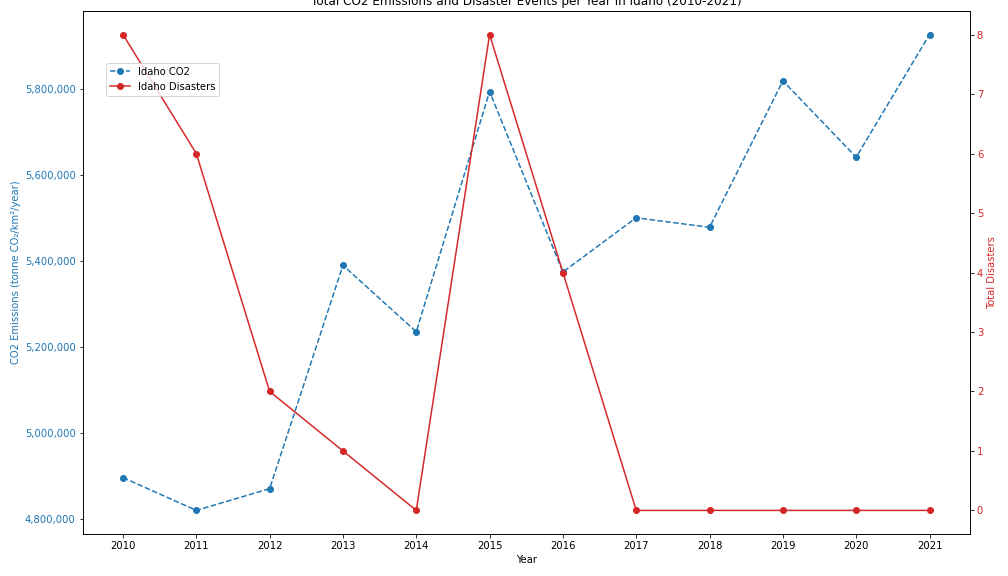 Total CO2 Emissions and Disaster Events per Year in Idaho (2010-2021)
Idaho CO2
Idaho Disasters
CO2 Emissions (tonne CO₂/km²/year)
5,800,000
5,600,000
5,400,000
5,200,000
5,000,000
4,800,000
8
7
6
5
4
3
2
1
0
Total Disasters
2010 2011 2012 2013 2014 2015 2016 2017 2018 2019 2020 2021
Year